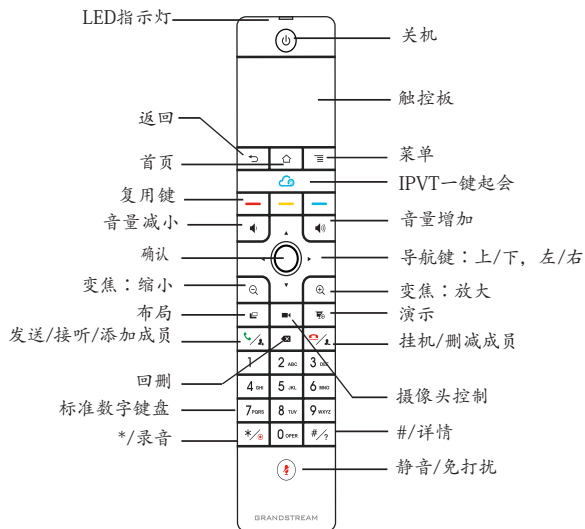 LED指示灯
关机
触控板
返回
首页
菜单
IPVT一键起会
复用键
音量减小
音量增加
确认
导航键：上/下，左/右
变焦：缩小
变焦：放大
布局
演示
发送/接听/添加成员
挂机/删减成员
1
2 ABC
3 DEF
回删
4 GHI
5 JKL
6 MNO
摄像头控制
标准数字键盘
7 PQRS
8 TUV
9 WXYZ
*/录音
*/
0 OPER
#/?
#/详情
静音/免打扰
GRANDSTREAM